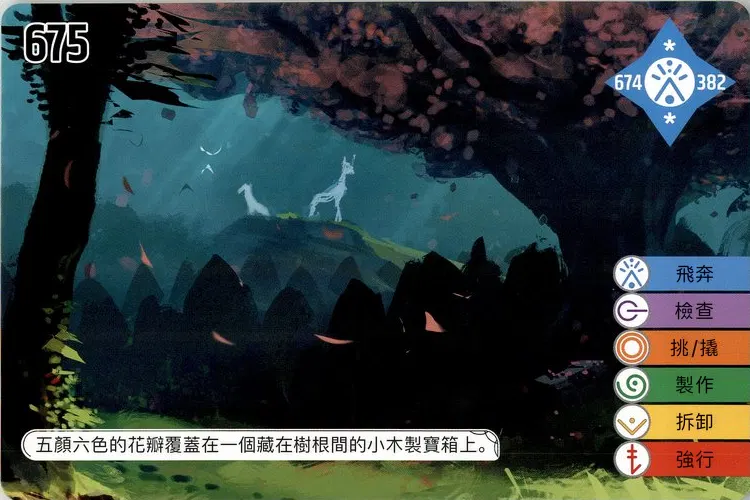 675
*
674 382
*
飛奔
檢查
挑/撬
製作
拆卸
強行
五顏六色的花瓣覆蓋在一個藏在樹根間的小木製寶箱上。